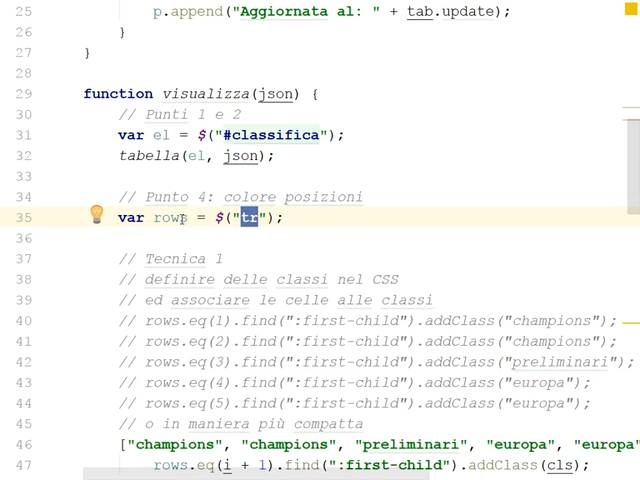 25 p.append("Aggiornata al: " + tab.update);
26 }
27 }
28
29 function visualizza(json) {
30 // Punti 1 e 2
31 var el = $("#classifica");
32 tabella(el, json);
33
34 // Punto 4: colore posizioni
35 var rows = $("tr");
36
37 // Tecnica 1
38 // definire delle classi nel CSS
39 // ed associare le celle alle classi
40 // rows.eq(1).find(":first-child").addClass("champions");
41 // rows.eq(2).find(":first-child").addClass("champions");
42 // rows.eq(3).find(":first-child").addClass("preliminari");
43 // rows.eq(4).find(":first-child").addClass("europa");
44 // rows.eq(5).find(":first-child").addClass("europa");
45 // o in maniera più compatta
46 ["champions", "champions", "preliminari", "europa", "europa"
47 rows.eq(i + 1).find(":first-child").addClass(cls);